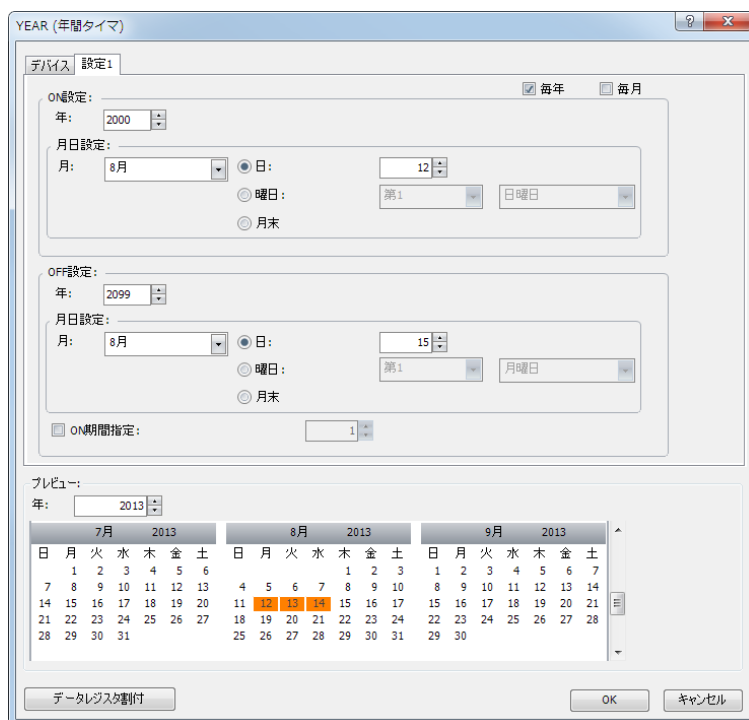 YEAR (年間タイマ)
デバイス 設定1
毎年 毎月
ON設定:
年: 2000
月日設定:
月: 8月 日: 12
曜日: 第1 日曜日
月末
OFF設定:
年: 2099
月日設定:
月: 8月 日: 15
曜日: 第1 月曜日
月末
ON期間指定: 1
プレビュー:
年: 2013
7月 2013 8月 2013 9月 2013
日 月 火 水 木 金 土 日 月 火 水 木 金 土 日 月 火 水 木 金 土
1 2 3 4 5 6 1 2 3 1 2 3 4 5 6 7
7 8 9 10 11 12 13 4 5 6 7 8 9 10 8 9 10 11 12 13 14
14 15 16 17 18 19 20 11 12 13 14 15 16 17 15 16 17 18 19 20 21
21 22 23 24 25 26 27 18 19 20 21 22 23 24 22 23 24 25 26 27 28
28 29 30 31 25 26 27 28 29 30 31 29 30
データレジスタ割付 OK キャンセル